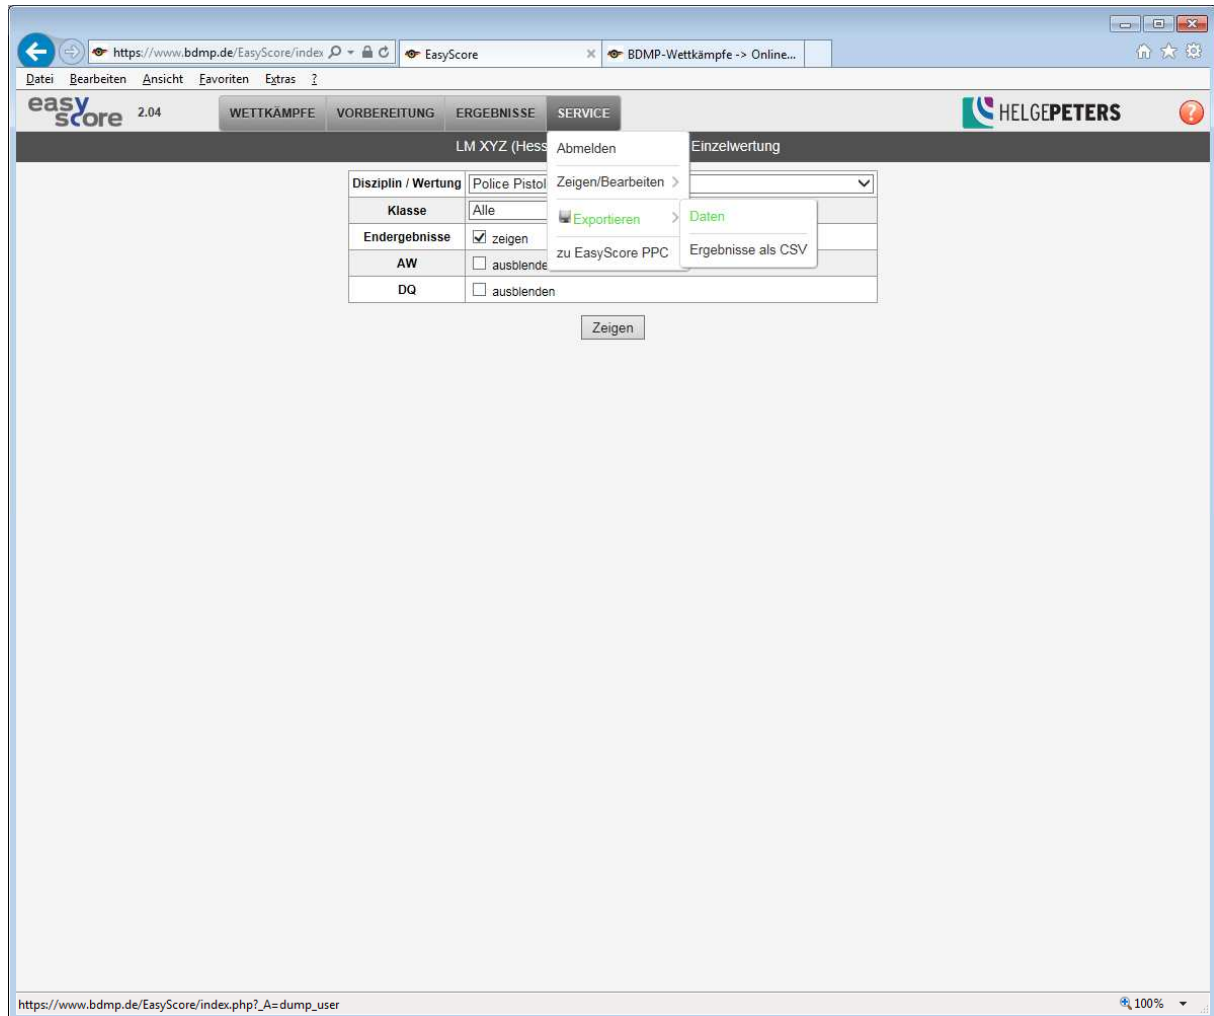 https://www.bdmp.de/EasyScore/index
EasyScore
BDMP-Wettkämpfe -> Online...
Datei Bearbeiten Ansicht Favoriten Extras ?
easy score 2.04
WETTKÄMPFE VORBEREITUNG ERGEBNISSE SERVICE
HELGEPETERS
?
LM XYZ (Hess
Einzelwertung
Abmelden
Zeigen/Bearbeiten >
Exportieren >
zu EasyScore PPC
Daten
Ergebnisse als CSV
Disziplin / Wertung Police Pistol
Klasse Alle
Endergebnisse zeigen
AW ausblende
DQ ausblenden
Zeigen
https://www.bdmp.de/EasyScore/index.php?_A=dump_user
100%